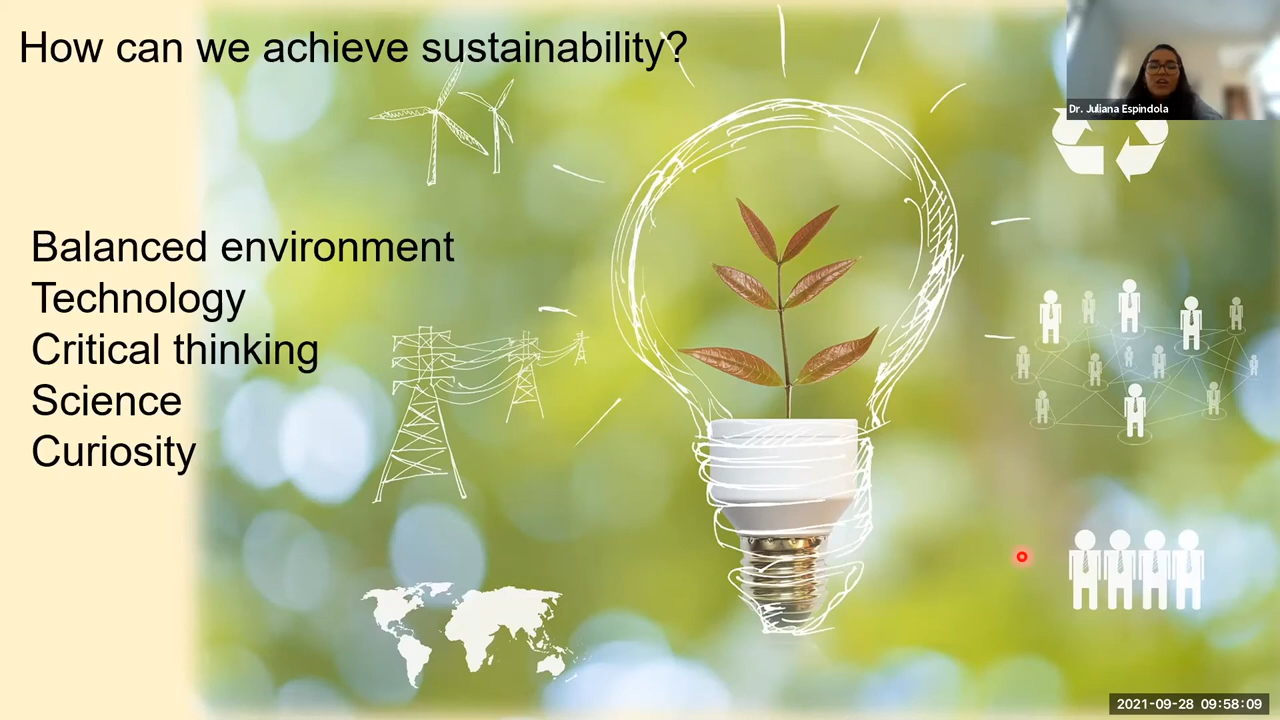 How can we achieve sustainability?
Dr. Juliana Espindola
Balanced environment
Technology
Critical thinking
Science
Curiosity
2021-09-28 09:58:09